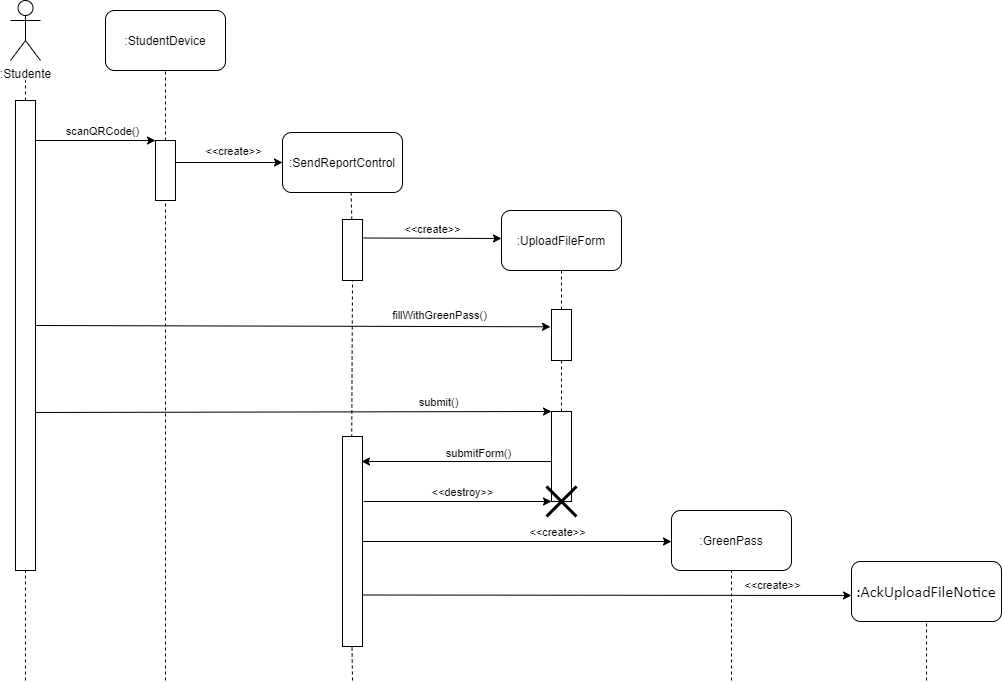 :StudentDevice
:Studente
scanQRCode()
<<create>>
:SendReportControl
<<create>>
:UploadFileForm
fillWithGreenPass()
submit()
submitForm()
<<destroy>>
<<create>>
:GreenPass
<<create>>
:AckUploadFileNotice